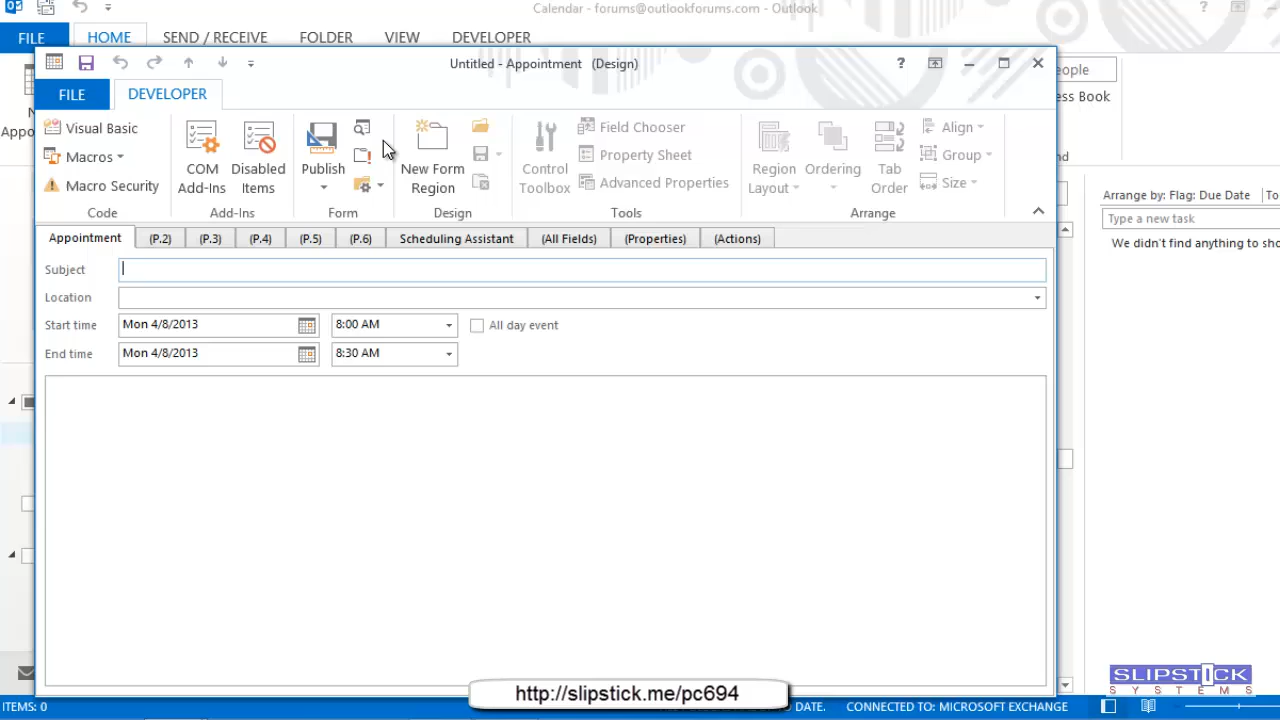 Calendar - forums@outlookforums.com - Outlook
FILE HOME SEND / RECEIVE FOLDER VIEW DEVELOPER
Untitled - Appointment (Design)
FILE DEVELOPER
Visual Basic
Macros
Macro Security
Code
COM Add-Ins
Disabled Items
Add-Ins
Publish
Form
New Form Region
Design
Control Toolbox
Field Chooser
Property Sheet
Advanced Properties
Tools
Region Layout
Ordering
Tab Order
Align
Group
Size
Arrange
eople
ess Book
nd
N
Appo
Appointment (P.2) (P.3) (P.4) (P.5) (P.6) Scheduling Assistant (All Fields) (Properties) (Actions)
Subject
Location
Start time Mon 4/8/2013 8:00 AM All day event
End time Mon 4/8/2013 8:30 AM
Arrange by: Flag: Due Date To
Type a new task
We didn't find anything to sho
http://slipstick.me/pc694
SLIPSTICK
SYSTEMS
ITEMS: 0 DATE. CONNECTED TO: MICROSOFT EXCHANGE